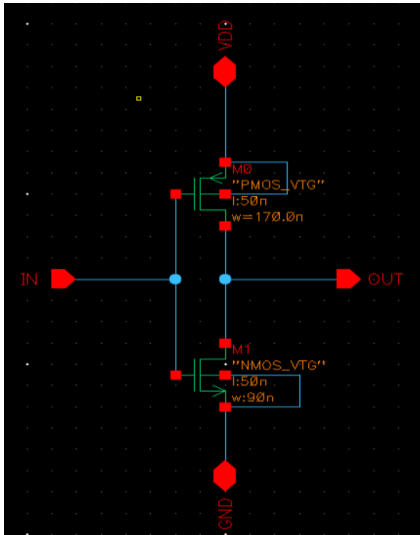 VDD
M0
"PMOS_VTG"
l:50n
w=170.0n
IN
OUT
M1
"NMOS_VTG"
l:50n
w:90n
GND